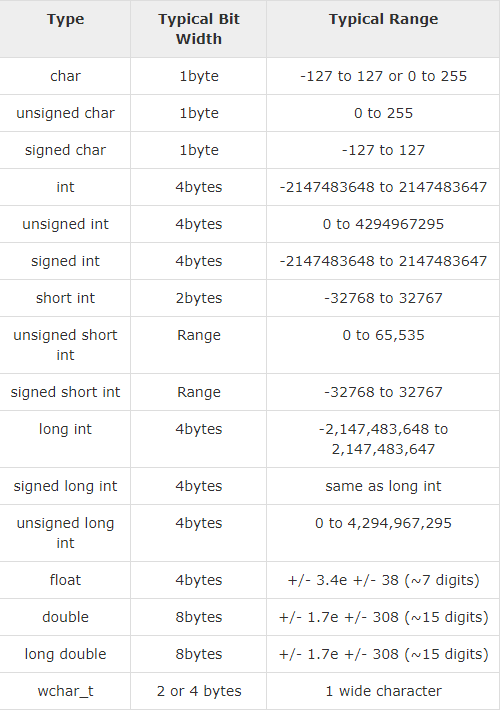 Type Typical Bit Width Typical Range
char 1byte -127 to 127 or 0 to 255
unsigned char 1byte 0 to 255
signed char 1byte -127 to 127
int 4bytes -2147483648 to 2147483647
unsigned int 4bytes 0 to 4294967295
signed int 4bytes -2147483648 to 2147483647
short int 2bytes -32768 to 32767
unsigned short int Range 0 to 65,535
signed short int Range -32768 to 32767
long int 4bytes -2,147,483,648 to 2,147,483,647
signed long int 4bytes same as long int
unsigned long int 4bytes 0 to 4,294,967,295
float 4bytes +/- 3.4e +/- 38 (~7 digits)
double 8bytes +/- 1.7e +/- 308 (~15 digits)
long double 8bytes +/- 1.7e +/- 308 (~15 digits)
wchar_t 2 or 4 bytes 1 wide character